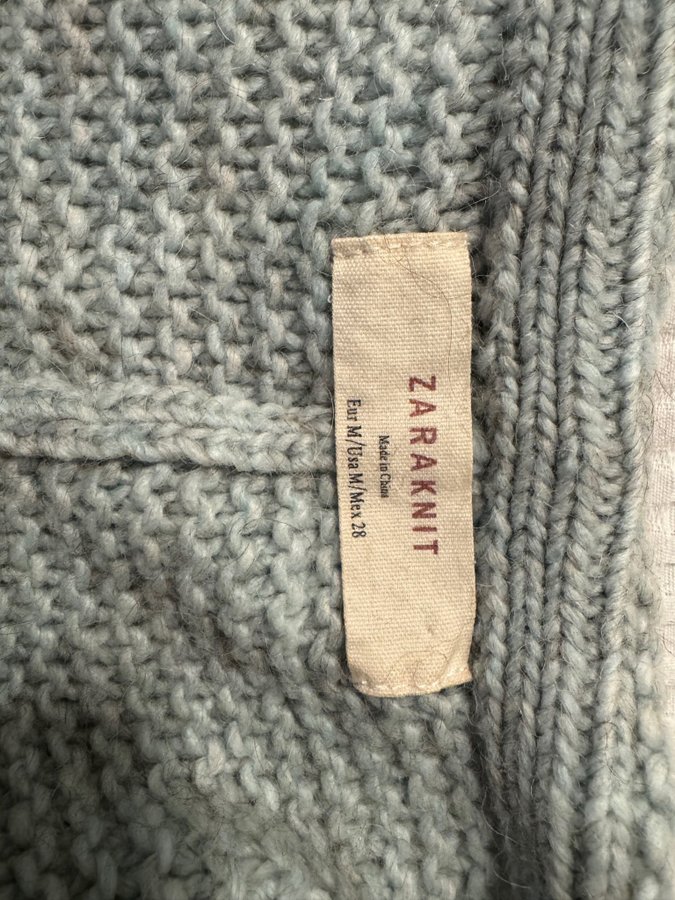 ZARAKNIT
Made in China
Eur M/Usa M/Mex 28